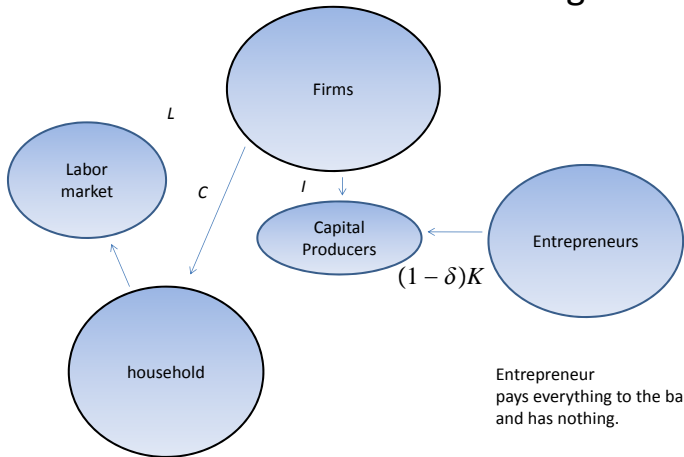 Firms
L
Labor
market
C
I
Capital
Producers
Entrepreneurs
(1 − δ)K
household
Entrepreneur
pays everything to the ba
and has nothing.